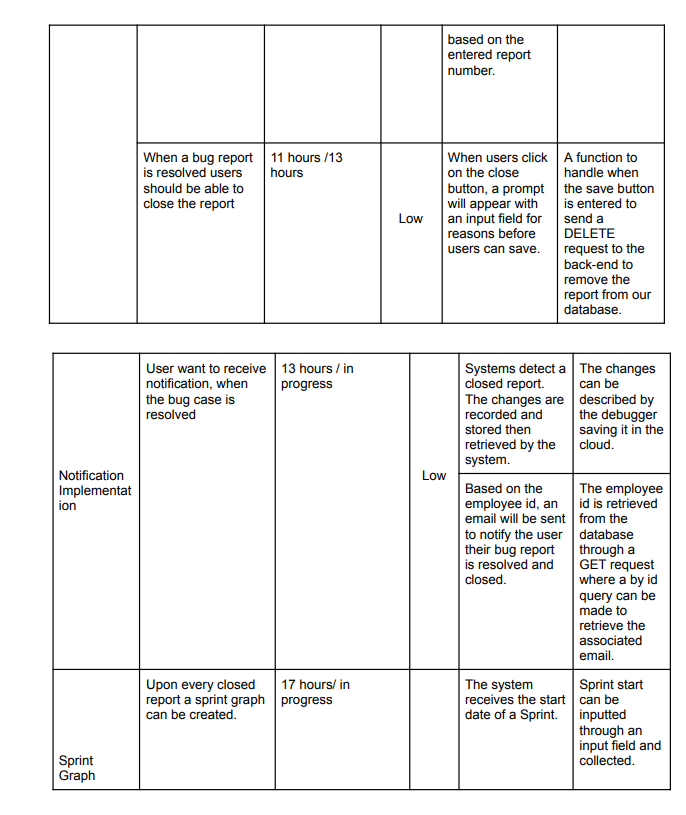 based on the
entered report
number.
When a bug report
is resolved users
should be able to
close the report
11 hours /13
hours
Low
When users click
on the close
button, a prompt
will appear with
an input field for
reasons before
users can save.
A function to
handle when
the save button
is entered to
send a
DELETE
request to the
back-end to
remove the
report from our
database.
Notification
Implementat
ion
User want to receive
notification, when
the bug case is
resolved
13 hours / in
progress
Low
Systems detect a
closed report.
The changes are
recorded and
stored then
retrieved by the
system.
The changes
can be
described by
the debugger
saving it in the
cloud.
Based on the
employee id, an
email will be sent
to notify the user
their bug report
is resolved and
closed.
The employee
id is retrieved
from the
database
through a
GET request
where a by id
query can be
made to
retrieve the
associated
email.
Sprint
Graph
Upon every closed
report a sprint graph
can be created.
17 hours/ in
progress
The system
receives the start
date of a Sprint.
Sprint start
can be
inputted
through an
input field and
collected.